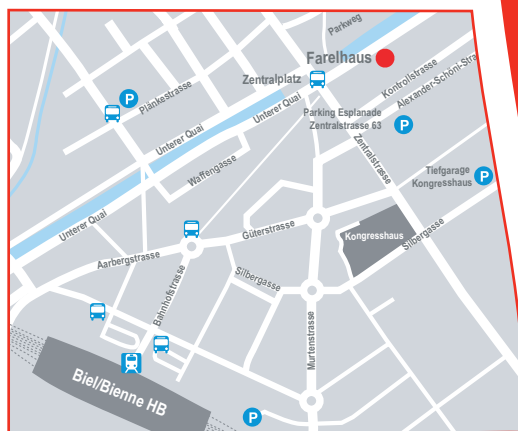 Parkweg
Farelhaus
Zentralplatz
Kontrollstrasse
Alexander-Schöni-Stra
Plänkestrasse
P
Unterer Quai
Unterer Quai
Parking Esplanade
Zentralstrasse 63
P
Zentralstrasse
Waffengasse
Tiefgarage
Kongresshaus
P
Unterer Quai
Güterstrasse
Kongresshaus
Silbergasse
Aarbergstrasse
Silbergasse
Bahnhofstrasse
Murtenstrasse
Biel/Bienne HB
P